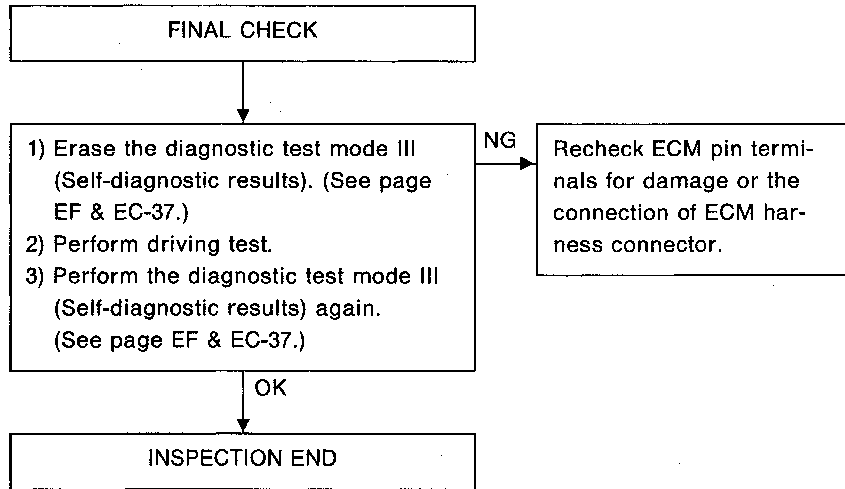 FINAL CHECK
1) Erase the diagnostic test mode III
(Self-diagnostic results). (See page
EF & EC-37.)
2) Perform driving test.
3) Perform the diagnostic test mode III
(Self-diagnostic results) again.
(See page EF & EC-37.)
NG
Recheck ECM pin termi-
nals for damage or the
connection of ECM har-
ness connector.
OK
INSPECTION END